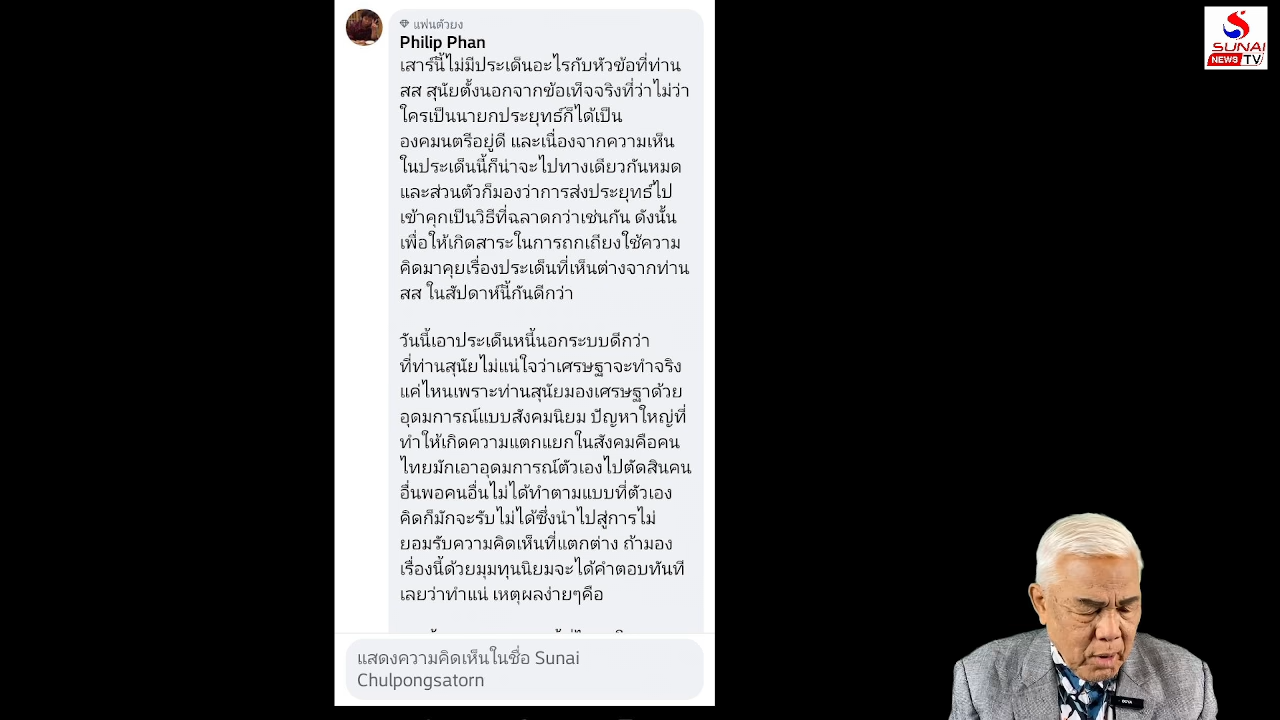 แฟนตัวยง
Philip Phan
เสาร์นี้ไม่มีประเด็นอะไรกับหัวข้อที่ท่าน
สส สุนัยตั้งนอกจากข้อเท็จจริงที่ว่าไม่ว่า
ใครเป็นนายกประยุทธ์ก็ได้เป็น
องคมนตรีอยู่ดี และเนื่องจากความเห็น
ในประเด็นนี้ก็น่าจะไปทางเดียวกันหมด
และส่วนตัวก็มองว่าการส่งประยุทธ์ไป
เข้าคุกเป็นวิธีที่ฉลาดกว่าเช่นกัน ดังนั้น
เพื่อให้เกิดสาระในการถกเถียงใช้ความ
คิดมาคุยเรื่องประเด็นที่เห็นต่างจากท่าน
สส ในสัปดาห์นี้กันดีกว่า
วันนี้เอาประเด็นหนี้นอกระบบดีกว่า
ที่ท่านสุนัยไม่แน่ใจว่าเศรษฐาจะทำจริง
แค่ไหนเพราะท่านสุนัยมองเศรษฐาด้วย
อุดมการณ์แบบสังคมนิยม ปัญหาใหญ่ที่
ทำให้เกิดความแตกแยกในสังคมคือคน
ไทยมักเอาอุดมการณ์ตัวเองไปตัดสินคน
อื่นพอคนอื่นไม่ได้ทำตามแบบที่ตัวเอง
คิดก็มักจะรับไม่ได้ซึ่งนำไปสู่การไม่
ยอมรับความคิดเห็นที่แตกต่าง ถ้ามอง
เรื่องนี้ด้วยมุมทุนนิยมจะได้คำตอบทันที
เลยว่าทำแน่ เหตุผลง่ายๆคือ
แสดงความคิดเห็นในชื่อ Sunai
Chulpongsatorn
SUNAI
NEWS TV